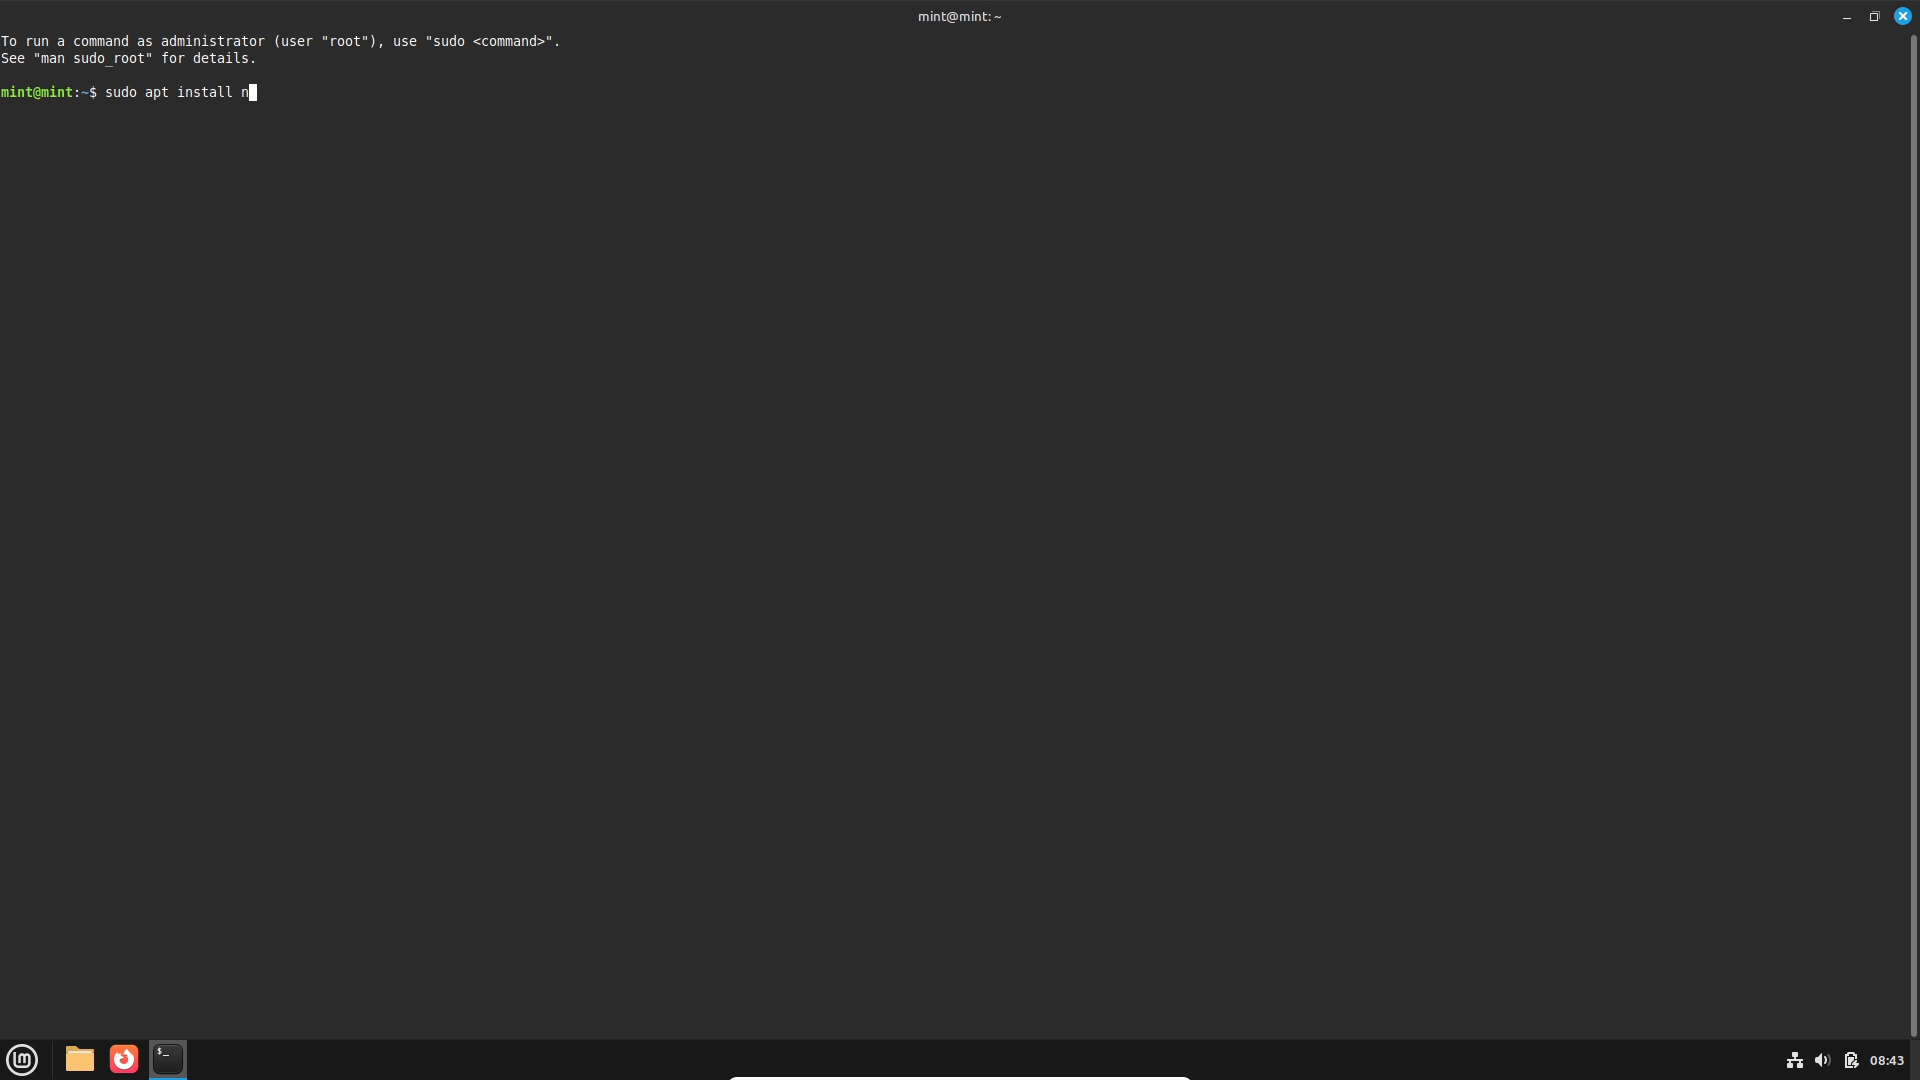 mint@mint: ~
To run a command as administrator (user "root"), use "sudo <command>".
See "man sudo_root" for details.
mint@mint:~$ sudo apt install n
$_
08:43